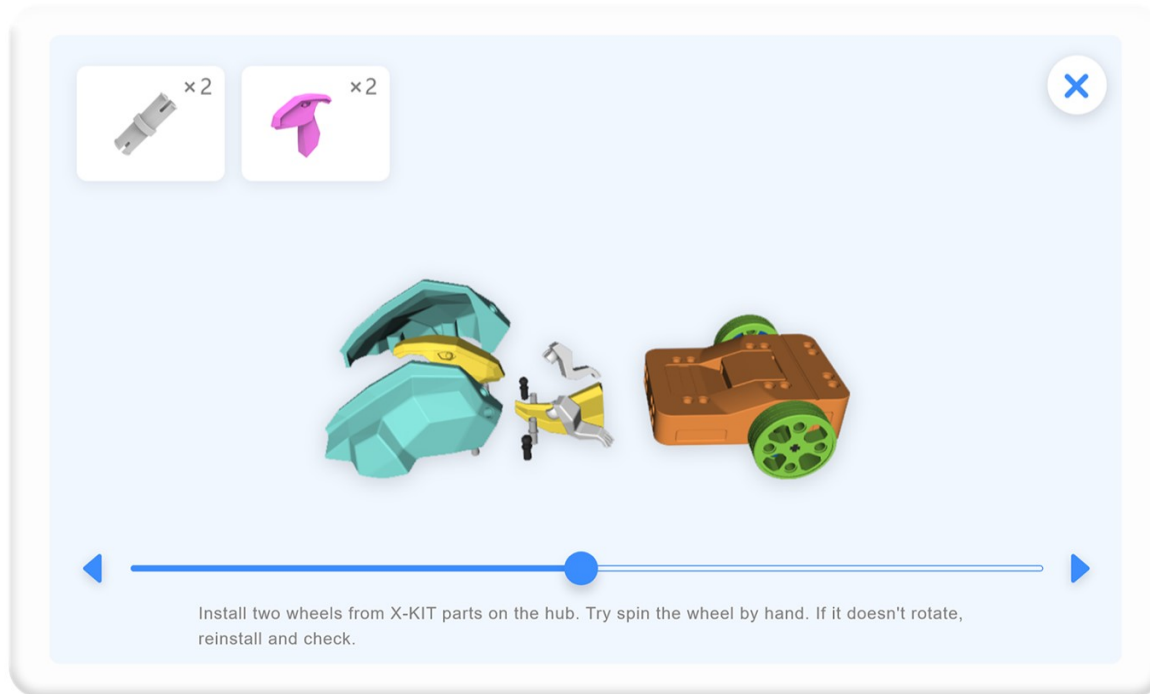 ×2
×2
Install two wheels from X-KIT parts on the hub. Try spin the wheel by hand. If it doesn't rotate,
reinstall and check.